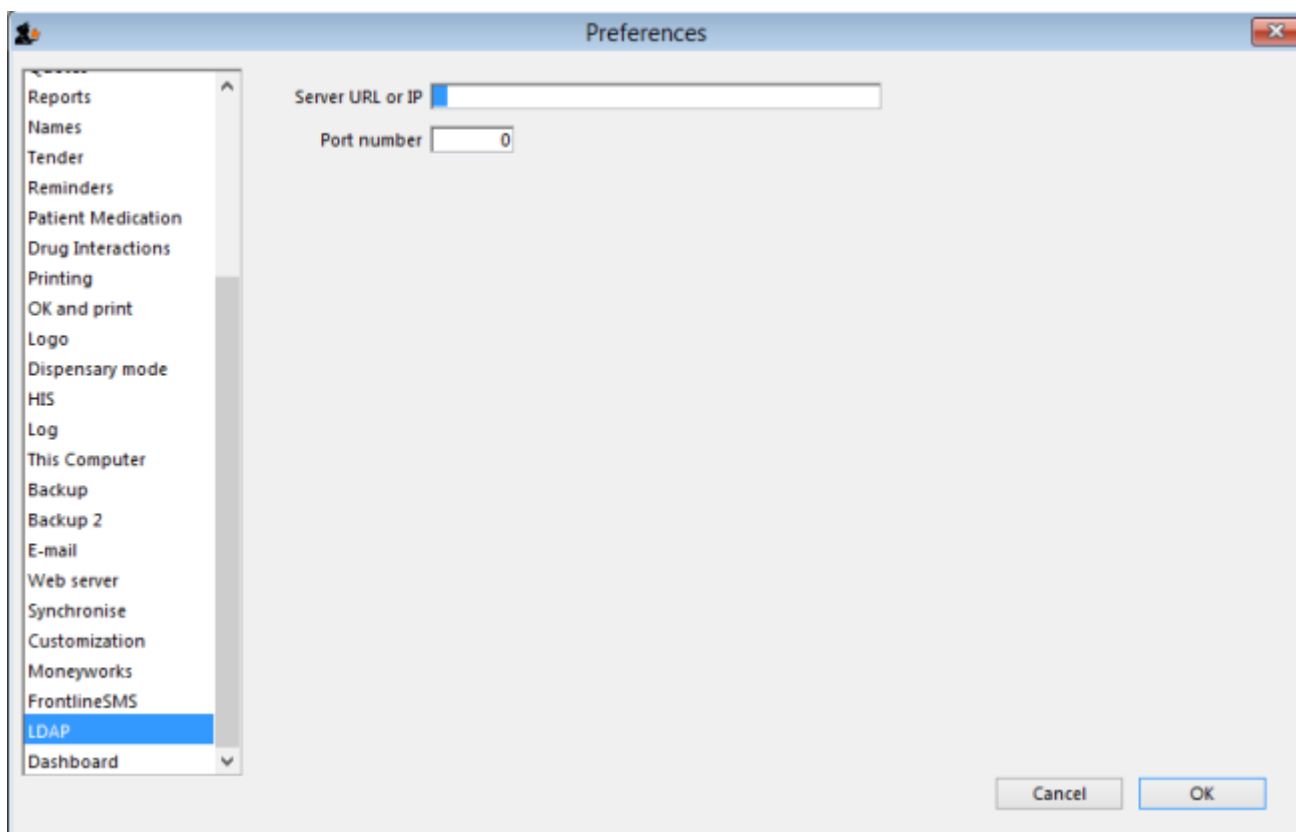 Preferences
Reports
Names
Tender
Reminders
Patient Medication
Drug Interactions
Printing
OK and print
Logo
Dispensary mode
HIS
Log
This Computer
Backup
Backup 2
E-mail
Web server
Synchronise
Customization
Moneyworks
FrontlineSMS
LDAP
Dashboard
Server URL or IP
Port number 0
Cancel OK